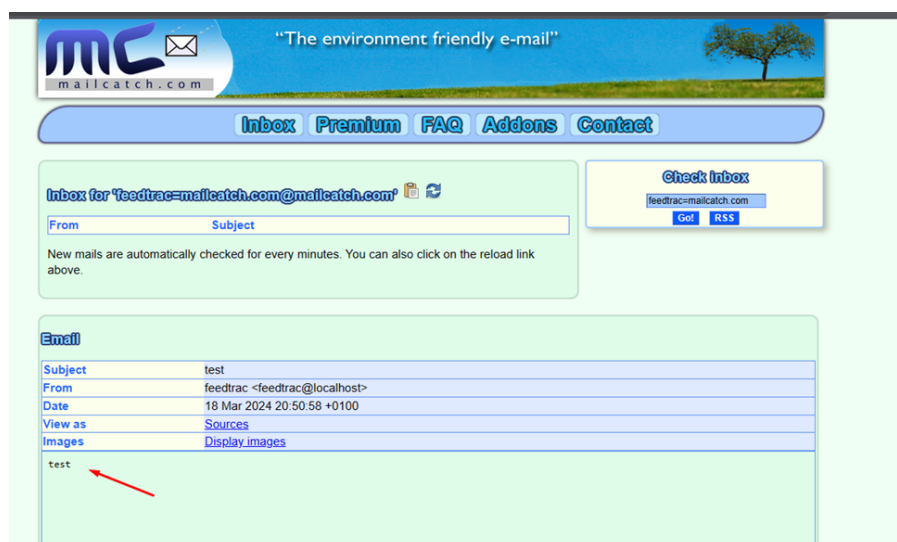 mc
mailcatch.com
"The environment friendly e-mail"
Inbox Premium FAQ Addons Contact
Inbox for 'feedtrac=mailcatch.com@mailcatch.com'
From Subject
New mails are automatically checked for every minutes. You can also click on the reload link
above.
Check inbox
feedtrac=mailcatch.com
Go! RSS
Email
Subject test
From feedtrac <feedtrac@localhost>
Date 18 Mar 2024 20:50:58 +0100
View as Sources
Images Display images
test